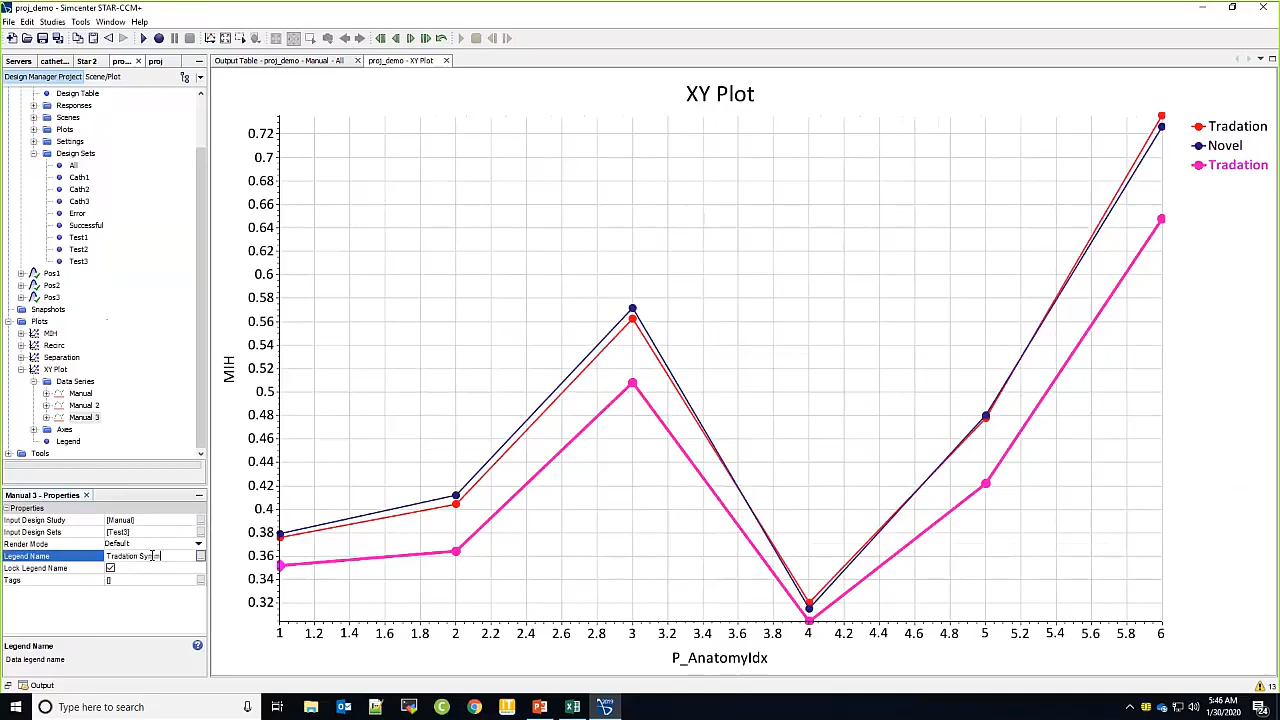 proj_demo - Simcenter STAR-CCM+
File Edit Studies Tools Window Help
Servers cathet... Star 2 pro... proj
Output Table - proj_demo - Manual - All
proj_demo - XY Plot
Design Manager Project Scene/Plot
Design Table
Responses
Scenes
Plots
Settings
Design Sets
All
Cath1
Cath2
Cath3
Error
Successful
Test1
Test2
Test3
Pos1
Pos2
Pos3
Snapshots
Plots
MIH
Recirc
Separation
XY Plot
Data Series
Manual
Manual 2
Manual 3
Axes
Legend
Tools
Manual 3 - Properties
Properties
Input Design Study [Manual]
Input Design Sets [Test3]
Render Mode Default
Legend Name Tradation
Lock Legend Name
Tags []
Legend Name
Data legend name
Output
XY Plot
0.72
0.7
0.68
0.66
0.64
0.62
0.6
0.58
0.56
0.54
0.52
0.5
0.48
0.46
0.44
0.42
0.4
0.38
0.36
0.34
0.32
MIH
1 1.2 1.4 1.6 1.8 2 2.2 2.4 2.6 2.8 3 3.2 3.4 3.6 3.8 4 4.2 4.4 4.6 4.8 5 5.2 5.4 5.6 5.8 6
P_AnatomyIdx
Tradation
Novel
Tradation
13
Type here to search
5:46 AM
1/30/2020